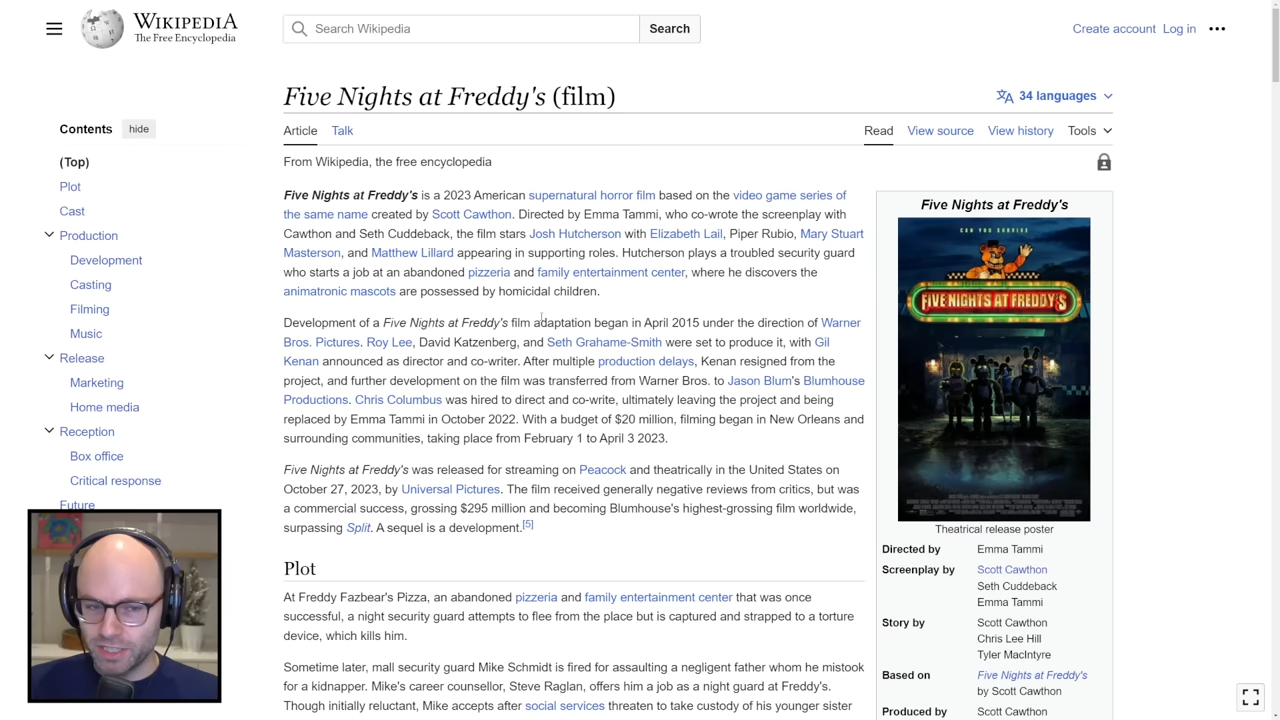 WIKIPEDIA
The Free Encyclopedia
Search Wikipedia
Search
Create account Log in
Five Nights at Freddy's (film)
34 languages
Contents hide
(Top)
Plot
Cast
Production
Development
Casting
Filming
Music
Release
Marketing
Home media
Reception
Box office
Critical response
Future
Article Talk
Read View source View history Tools
From Wikipedia, the free encyclopedia
Five Nights at Freddy's is a 2023 American supernatural horror film based on the video game series of
the same name created by Scott Cawthon. Directed by Emma Tammi, who co-wrote the screenplay with
Cawthon and Seth Cuddeback, the film stars Josh Hutcherson with Elizabeth Lail, Piper Rubio, Mary Stuart
Masterson, and Matthew Lillard appearing in supporting roles. Hutcherson plays a troubled security guard
who starts a job at an abandoned pizzeria and family entertainment center, where he discovers the
animatronic mascots are possessed by homicidal children.
Development of a Five Nights at Freddy's film adaptation began in April 2015 under the direction of Warner
Bros. Pictures. Roy Lee, David Katzenberg, and Seth Grahame-Smith were set to produce it, with Gil
Kenan announced as director and co-writer. After multiple production delays, Kenan resigned from the
project, and further development on the film was transferred from Warner Bros. to Jason Blum's Blumhouse
Productions. Chris Columbus was hired to direct and co-write, ultimately leaving the project and being
replaced by Emma Tammi in October 2022. With a budget of $20 million, filming began in New Orleans and
surrounding communities, taking place from February 1 to April 3 2023.
Five Nights at Freddy's was released for streaming on Peacock and theatrically in the United States on
October 27, 2023, by Universal Pictures. The film received generally negative reviews from critics, but was
a commercial success, grossing $295 million and becoming Blumhouse's highest-grossing film worldwide,
surpassing Split. A sequel is a development.[5]
Plot
At Freddy Fazbear's Pizza, an abandoned pizzeria and family entertainment center that was once
successful, a night security guard attempts to flee from the place but is captured and strapped to a torture
device, which kills him.
Sometime later, mall security guard Mike Schmidt is fired for assaulting a negligent father whom he mistook
for a kidnapper. Mike's career counsellor, Steve Raglan, offers him a job as a night guard at Freddy's.
Though initially reluctant, Mike accepts after social services threaten to take custody of his younger sister
Five Nights at Freddy's
CAN YOU SURVIVE
FIVE NIGHTS AT FREDDY'S
Theatrical release poster
Directed by Emma Tammi
Screenplay by Scott Cawthon
Seth Cuddeback
Emma Tammi
Story by Scott Cawthon
Chris Lee Hill
Tyler MacIntyre
Based on Five Nights at Freddy's
by Scott Cawthon
Produced by Scott Cawthon